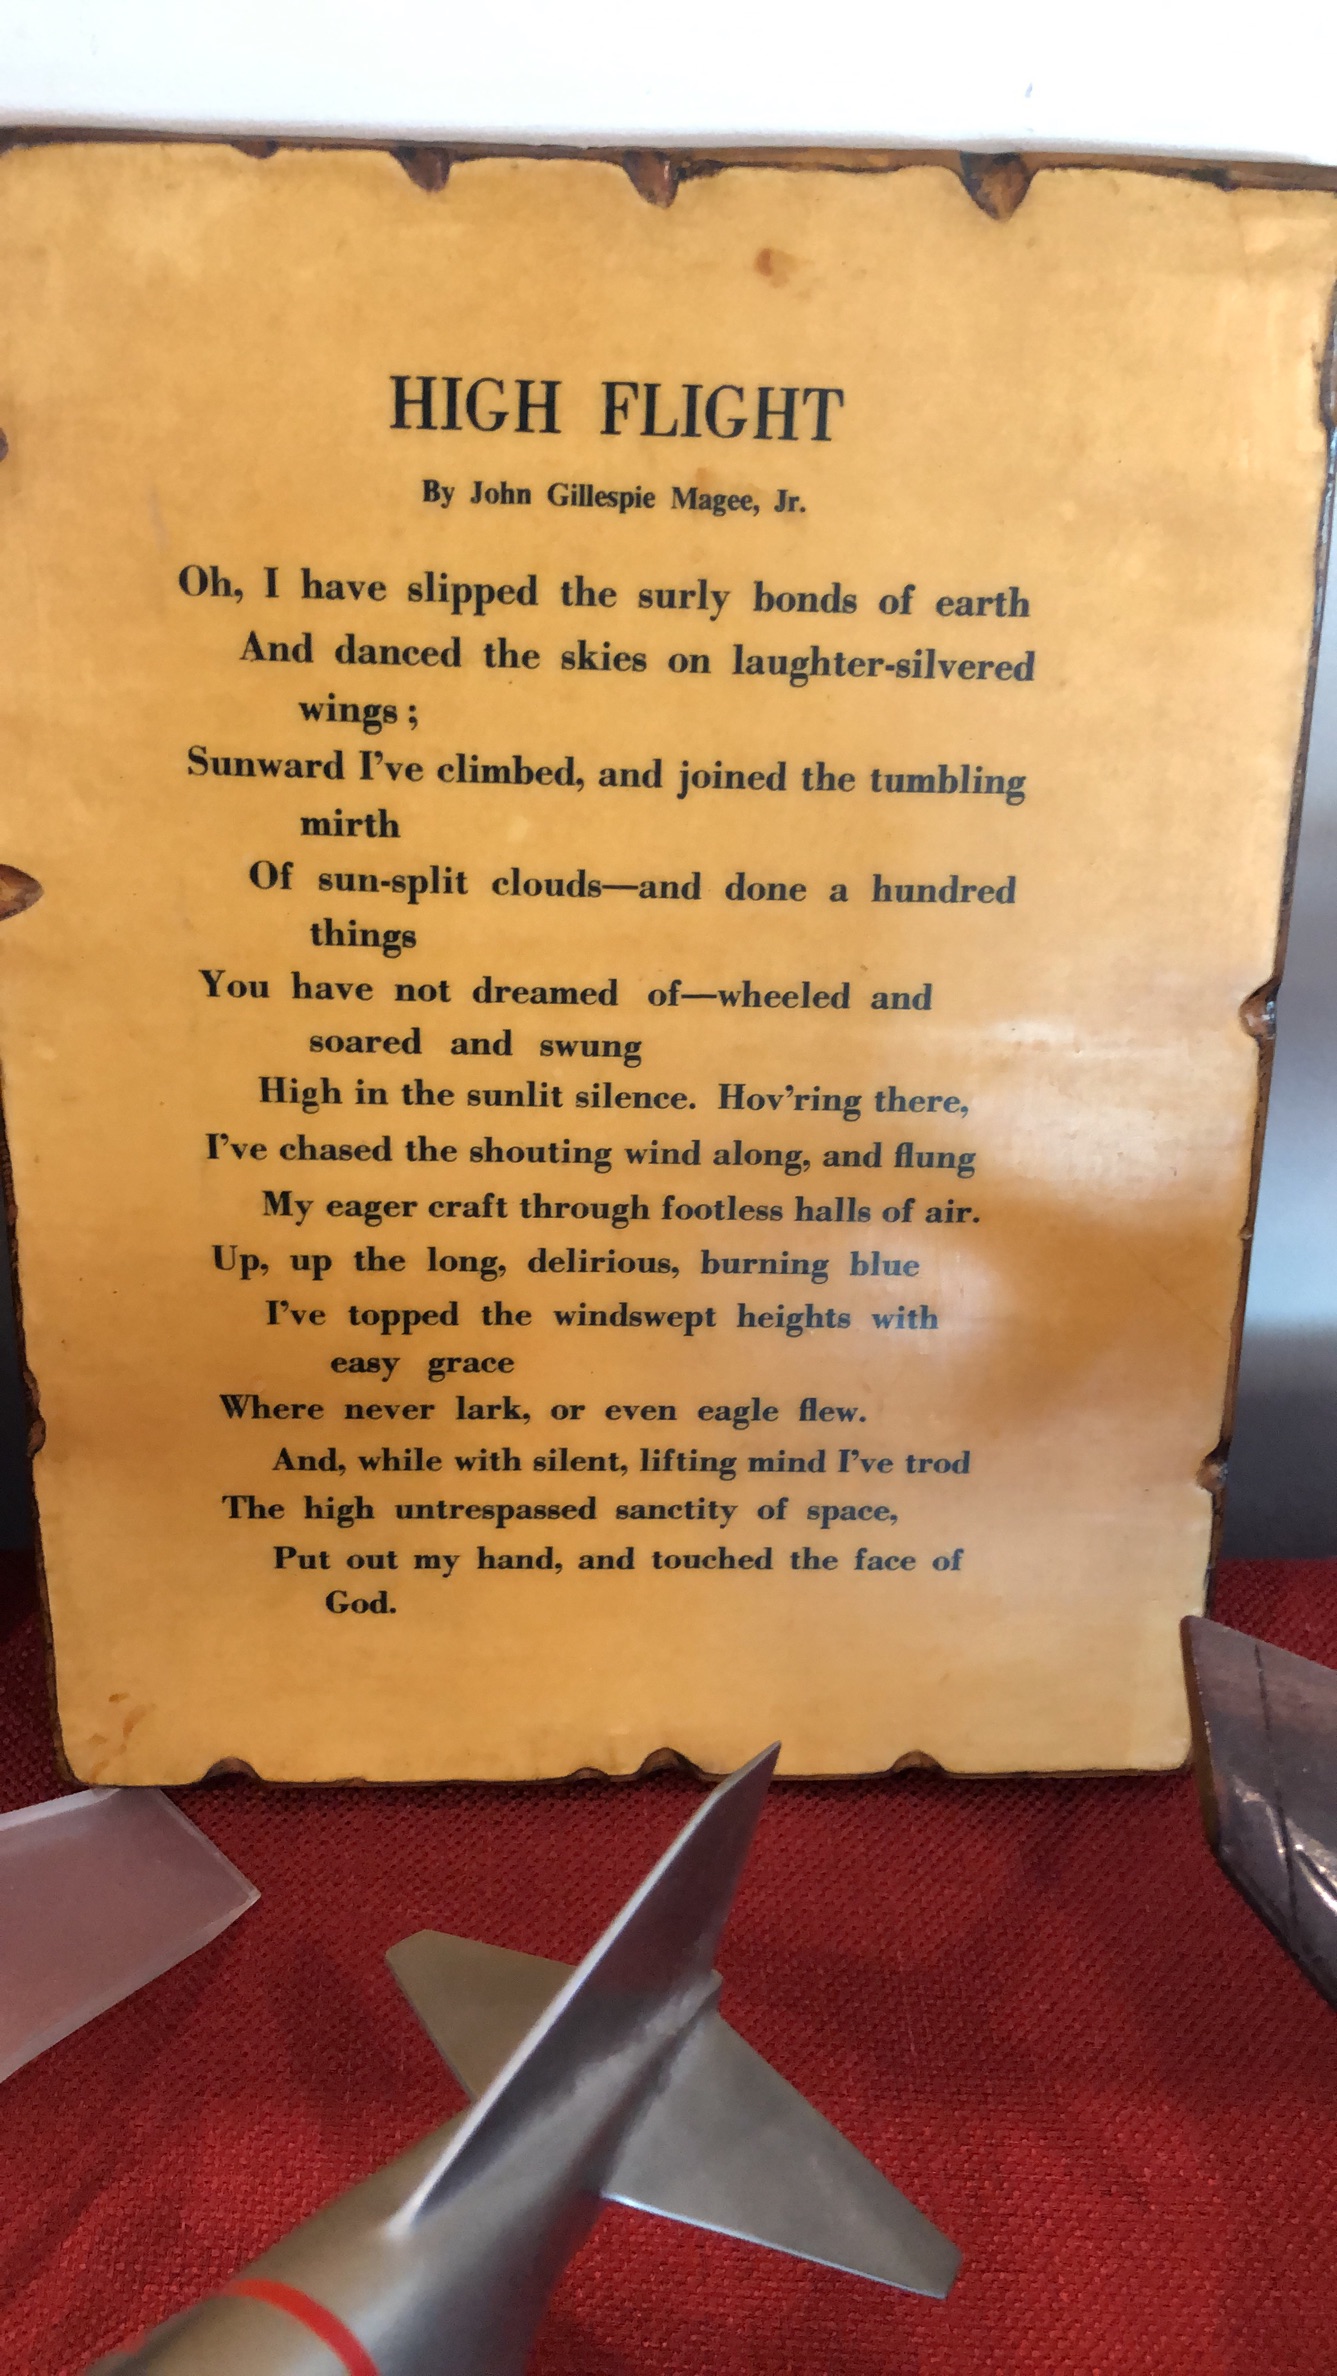 HIGH FLIGHT
By John Gillespie Magee, Jr.
Oh, I have slipped the surly bonds of earth
And danced the skies on laughter-silvered
wings;
Sunward I've climbed, and joined the tumbling
mirth
Of sun-split clouds—and done a hundred
things
You have not dreamed of—wheeled and
soared and swung
High in the sunlit silence. Hov'ring there,
I've chased the shouting wind along, and flung
My eager craft through footless halls of air.
Up, up the long, delirious, burning blue
I've topped the windswept heights with
easy grace
Where never lark, or even eagle flew.
And, while with silent, lifting mind I've trod
The high untrespassed sanctity of space,
Put out my hand, and touched the face of
God.